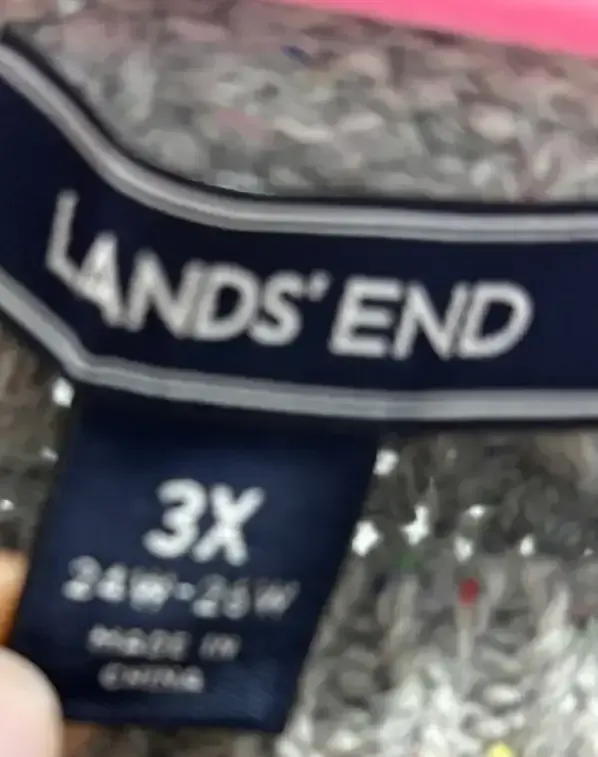 LANDS' END
3X
24W-26W
MADE IN
CHINA